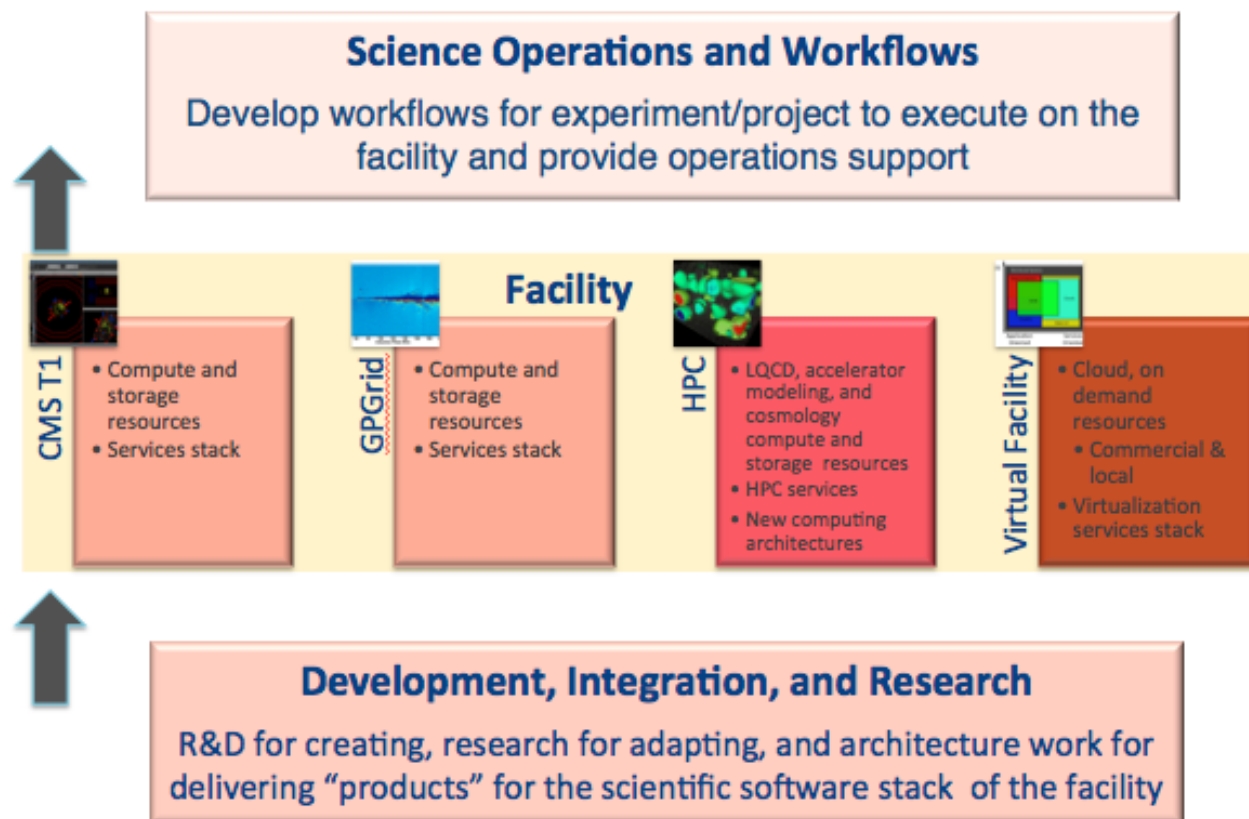 Science Operations and Workflows
Develop workflows for experiment/project to execute on the
facility and provide operations support
Facility
CMS T1
• Compute and
storage
resources
• Services stack
GPGrid
• Compute and
storage
resources
• Services stack
HPC
• LQCD, accelerator
modeling, and
cosmology
compute and
storage resources
• HPC services
• New computing
architectures
Virtual Facility
• Cloud, on
demand
resources
• Commercial &
local
• Virtualization
services stack
Development, Integration, and Research
R&D for creating, research for adapting, and architecture work for
delivering “products” for the scientific software stack of the facility